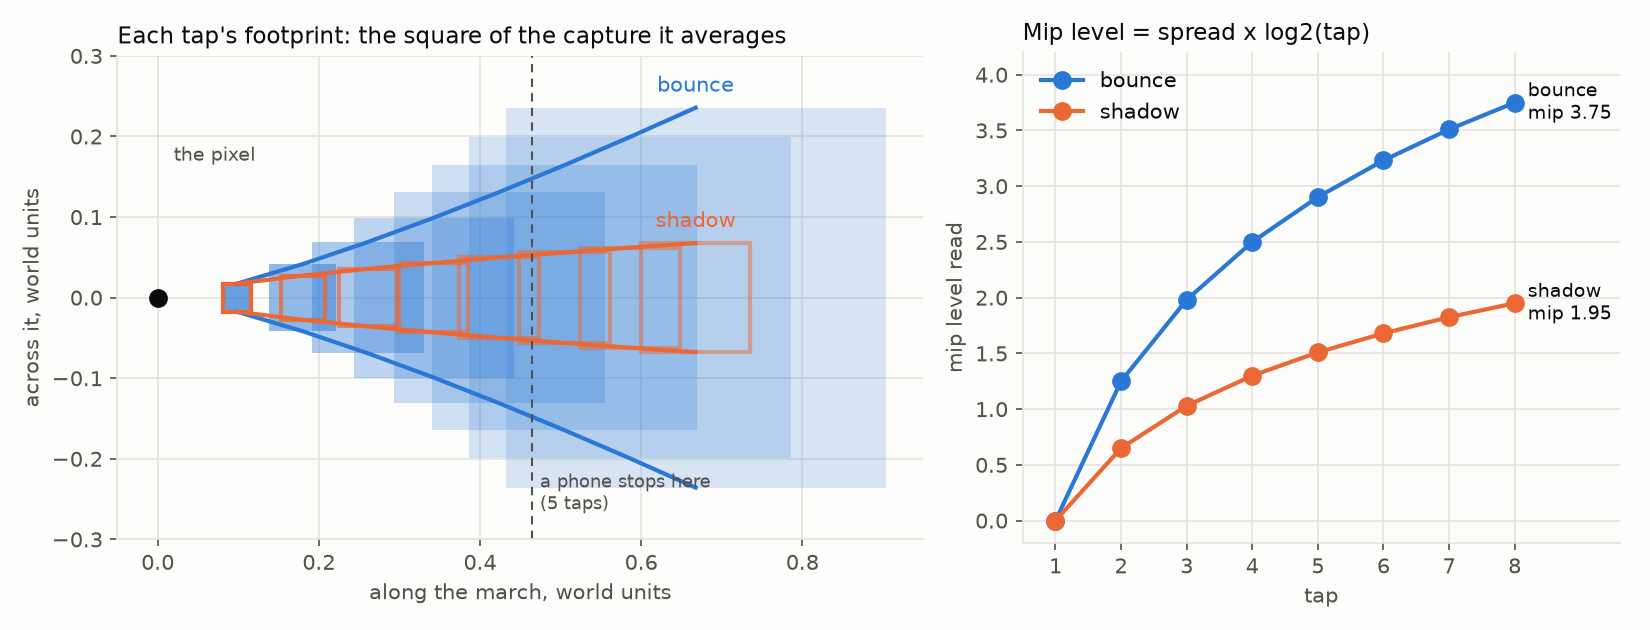 Each tap's footprint: the square of the capture it averages
0.3
0.2
0.1
0.0
−0.1
−0.2
−0.3
across it, world units
bounce
the pixel
shadow
a phone stops here
(5 taps)
0.0
0.2
0.4
0.6
0.8
along the march, world units
Mip level = spread x log2(tap)
4.0
3.5
3.0
2.5
2.0
1.5
1.0
0.5
0.0
mip level read
bounce
shadow
bounce
mip 3.75
shadow
mip 1.95
1
2
3
4
5
6
7
8
tap